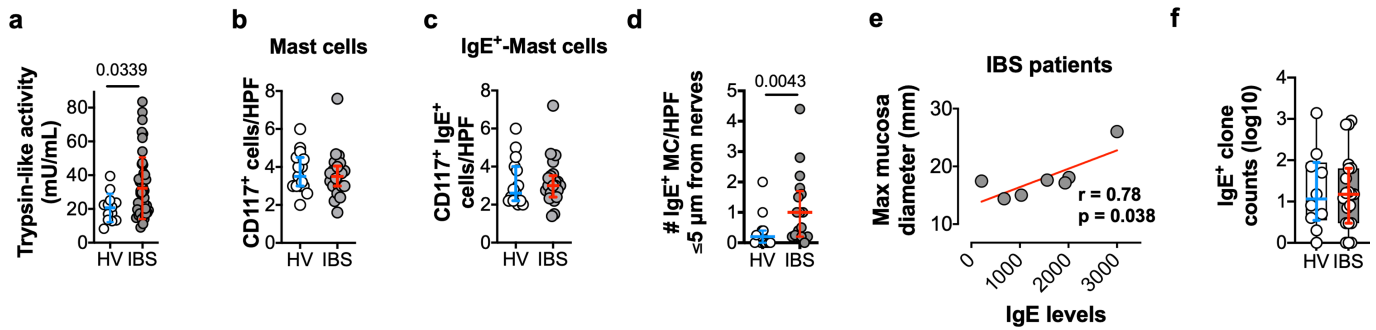 a
Trypsin-like activity
(mU/mL)
0.0339
80
60
40
20
0
HV IBS
b
Mast cells
CD117+ cells/HPF
8
6
4
2
0
HV IBS
c
IgE+-Mast cells
CD117+ IgE+
cells/HPF
8
6
4
2
0
HV IBS
d
# IgE+ MC/HPF
≤5 µm from nerves
0.0043
5
4
3
2
1
0
HV IBS
e
IBS patients
Max mucosa
diameter (mm)
30
20
10
r = 0.78
p = 0.038
0
1000
2000
3000
IgE levels
f
IgE+ clone
counts (log10)
4
3
2
1
0
HV IBS